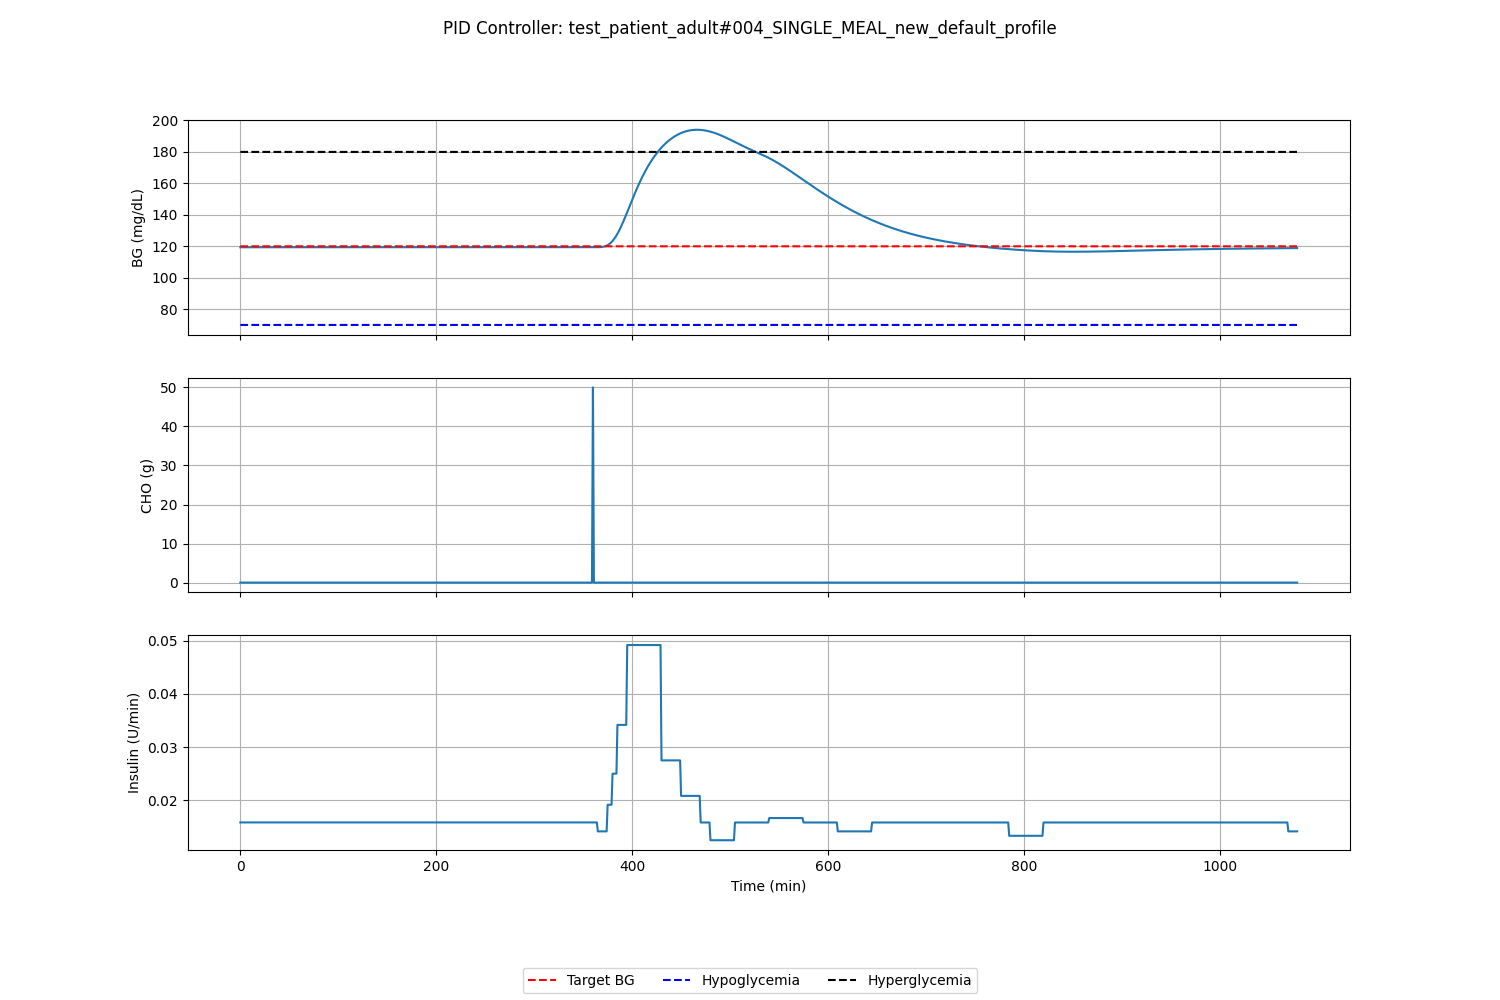 PID Controller: test_patient_adult#004_SINGLE_MEAL_new_default_profile
BG (mg/dL)
200
180
160
140
120
100
80
CHO (g)
50
40
30
20
10
0
Insulin (U/min)
0.05
0.04
0.03
0.02
0 200 400 600 800 1000
Time (min)
Target BG Hypoglycemia Hyperglycemia